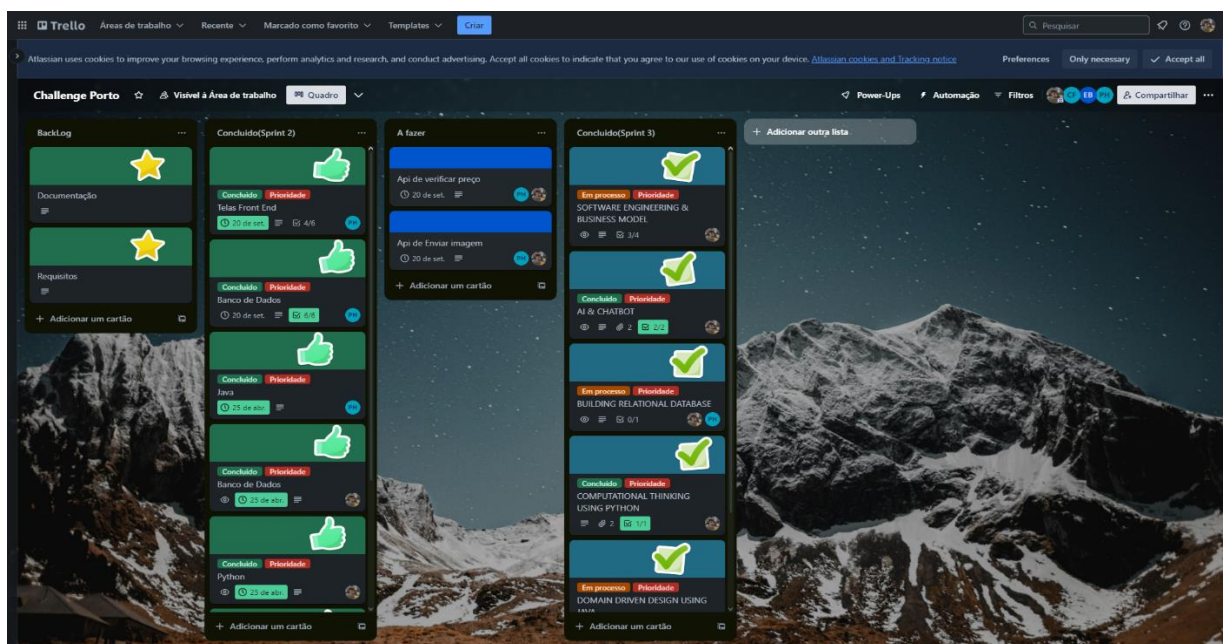 Trello Áreas de trabalho Recente Marcado como favorito Templates Criar Pesquisar
Atlassian uses cookies to improve your browsing experience, perform analytics and research, and conduct advertising. Accept all cookies to indicate that you agree to our use of cookies on your device. Atlassian cookies and Tracking notice Preferences Only necessary Accept all
Challenge Porto Visível à Área de trabalho Quadro Power-Ups Automação Filtros CF EB PH Compartilhar
BackLog
Documentação
Requisitos
+ Adicionar um cartão
Concluido(Sprint 2)
Concluido Prioridade
Telas Front End
20 de set. 4/6 PH
Concluido Prioridade
Banco de Dados
20 de set. 6/6 PH
Concluido Prioridade
Java
25 de abr. PH
Concluido Prioridade
Banco de Dados
25 de abr.
Concluido Prioridade
Python
25 de abr.
+ Adicionar um cartão
A fazer
Api de verificar preço
20 de set. PH
Api de Enviar imagem
20 de set. PH
+ Adicionar um cartão
Concluido(Sprint 3)
Em processo Prioridade
SOFTWARE ENGINEERING &
BUSINESS MODEL
3/4
Concluido Prioridade
AI & CHATBOT
2 2/2
Em processo Prioridade
BUILDING RELATIONAL DATABASE
0/1 PH
Concluido Prioridade
COMPUTATIONAL THINKING
USING PYTHON
2 1/1
Em processo Prioridade
DOMAIN DRIVEN DESIGN USING
+ Adicionar um cartão
+ Adicionar outra lista